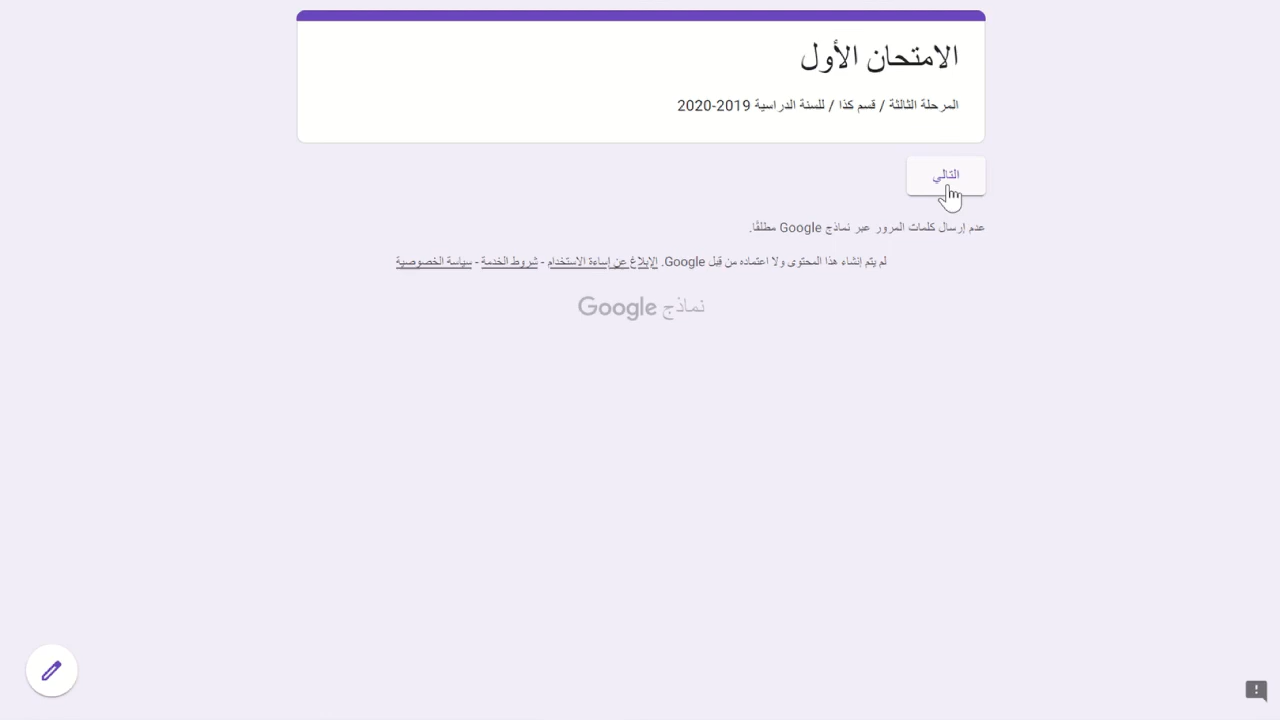 الامتحان الأول
المرحلة الثالثة / قسم كذا / للسنة الدراسية 2019-2020
التالي
عدم إرسال كلمات المرور عبر نماذج Google مطلقًا.
لم يتم إنشاء هذا المحتوى ولا اعتماده من قِبل Google. الإبلاغ عن إساءة الاستخدام - شروط الخدمة - سياسة الخصوصية
نماذج Google